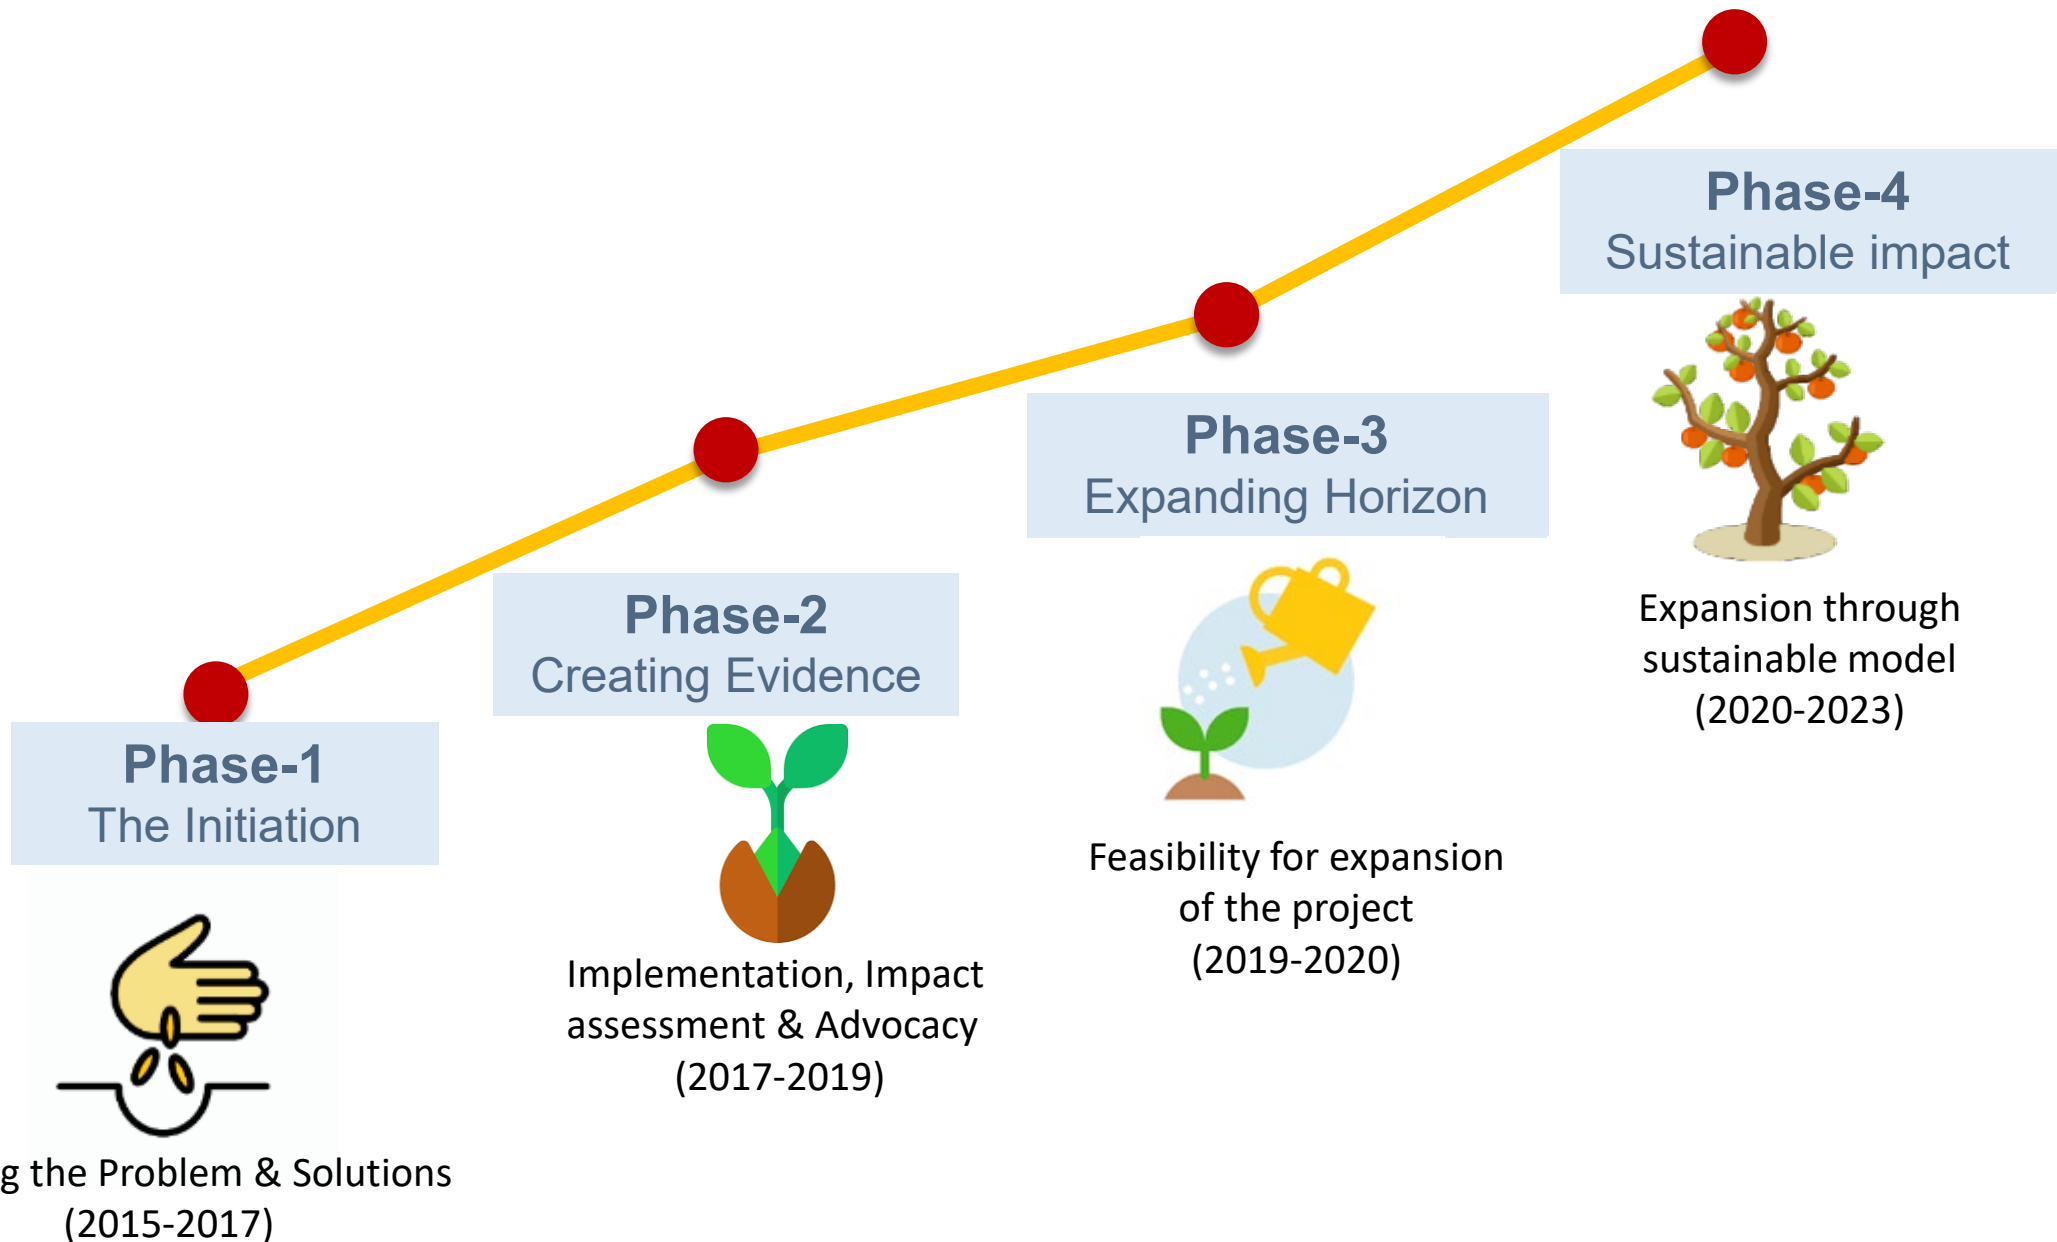 Phase-1
The Initiation
g the Problem & Solutions
(2015-2017)
Phase-2
Creating Evidence
Implementation, Impact
assessment & Advocacy
(2017-2019)
Phase-3
Expanding Horizon
Feasibility for expansion
of the project
(2019-2020)
Phase-4
Sustainable impact
Expansion through
sustainable model
(2020-2023)